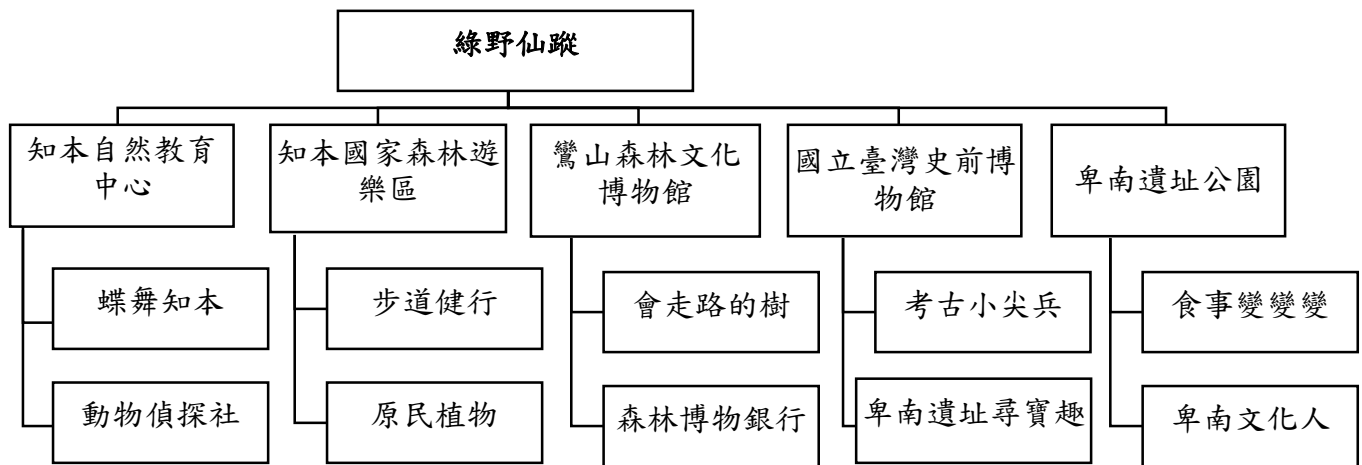 綠野仙蹤
知本自然教育
中心
知本國家森林遊
樂區
鸞山森林文化
博物館
國立臺灣史前博
物館
卑南遺址公園
蝶舞知本
步道健行
會走路的樹
考古小尖兵
食事變變變
動物偵探社
原民植物
森林博物銀行
卑南遺址尋寶趣
卑南文化人